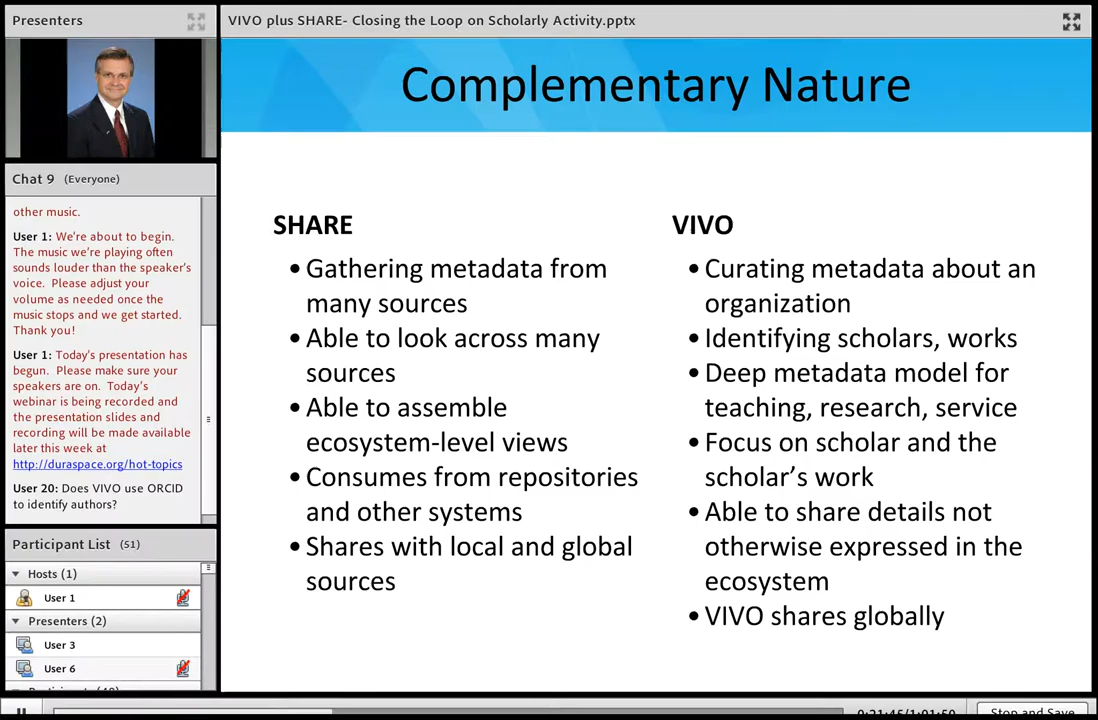 Presenters
VIVO plus SHARE- Closing the Loop on Scholarly Activity.pptx
Chat 9 (Everyone)
other music.
User 1: We're about to begin.
The music we're playing often
sounds louder than the speaker's
voice. Please adjust your
volume as needed once the
music stops and we get started.
Thank you!
User 1: Today's presentation has
begun. Please make sure your
speakers are on. Today's
webinar is being recorded and
the presentation slides and
recording will be made available
later this week at
http://duraspace.org/hot-topics
User 20: Does VIVO use ORCID
to identify authors?
Participant List (51)
Hosts (1)
User 1
Presenters (2)
User 3
User 6
Complementary Nature
SHARE
• Gathering metadata from
many sources
• Able to look across many
sources
• Able to assemble
ecosystem-level views
• Consumes from repositories
and other systems
• Shares with local and global
sources
VIVO
• Curating metadata about an
organization
• Identifying scholars, works
• Deep metadata model for
teaching, research, service
• Focus on scholar and the
scholar's work
• Able to share details not
otherwise expressed in the
ecosystem
• VIVO shares globally
Stop and Save